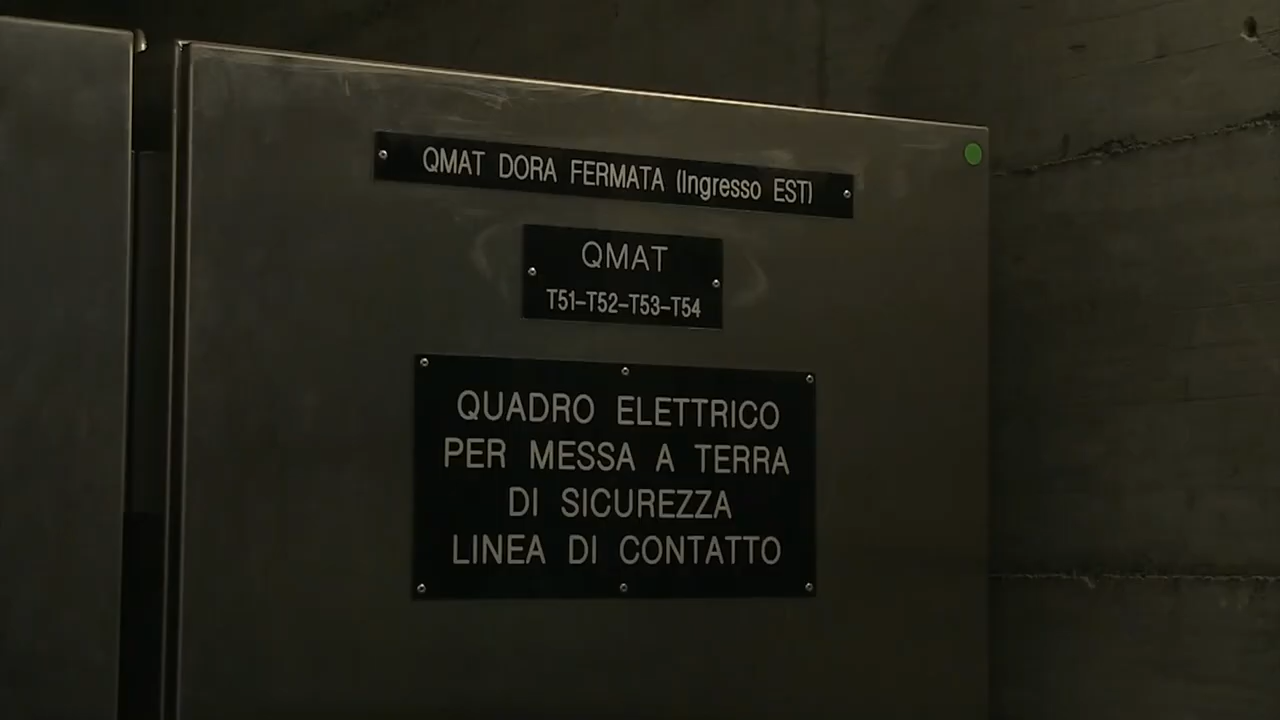 QMAT DORA FERMATA (Ingresso EST)
QMAT
T51-T52-T53-T54
QUADRO ELETTRICO
PER MESSA A TERRA
DI SICUREZZA
LINEA DI CONTATTO